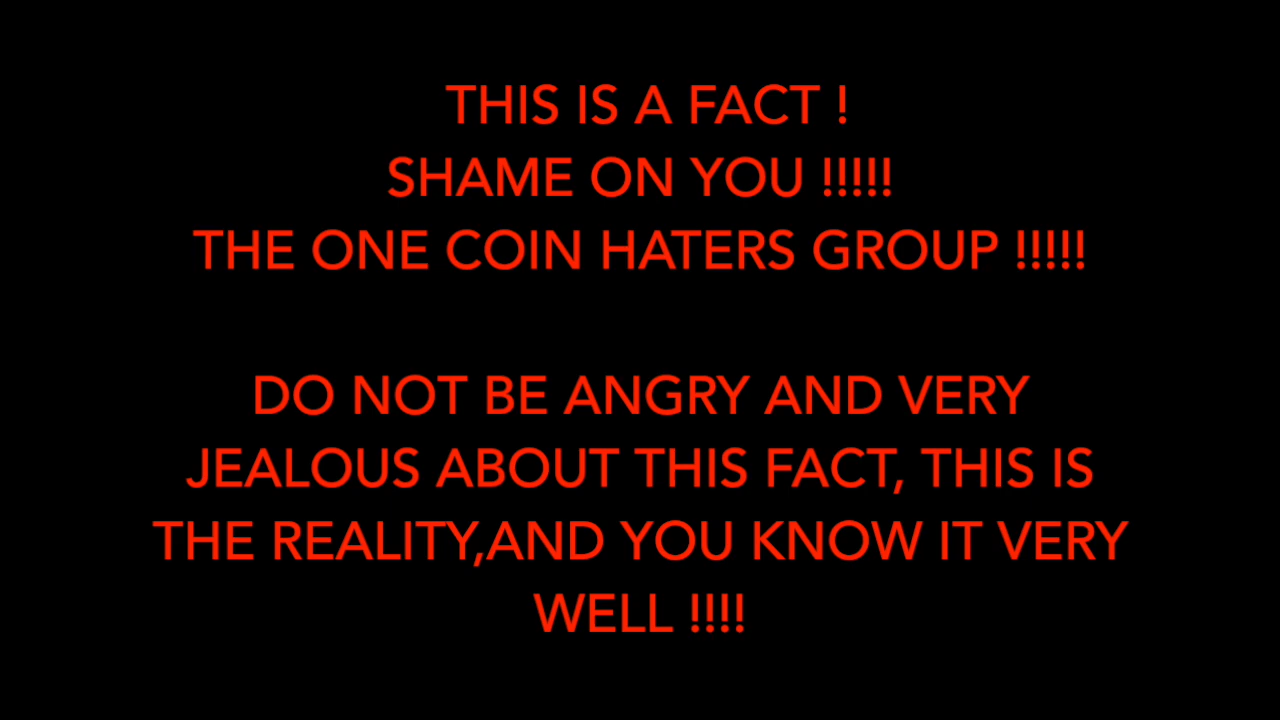 THIS IS A FACT !
SHAME ON YOU !!!!!
THE ONE COIN HATERS GROUP !!!!!
DO NOT BE ANGRY AND VERY
JEALOUS ABOUT THIS FACT, THIS IS
THE REALITY,AND YOU KNOW IT VERY
WELL !!!!